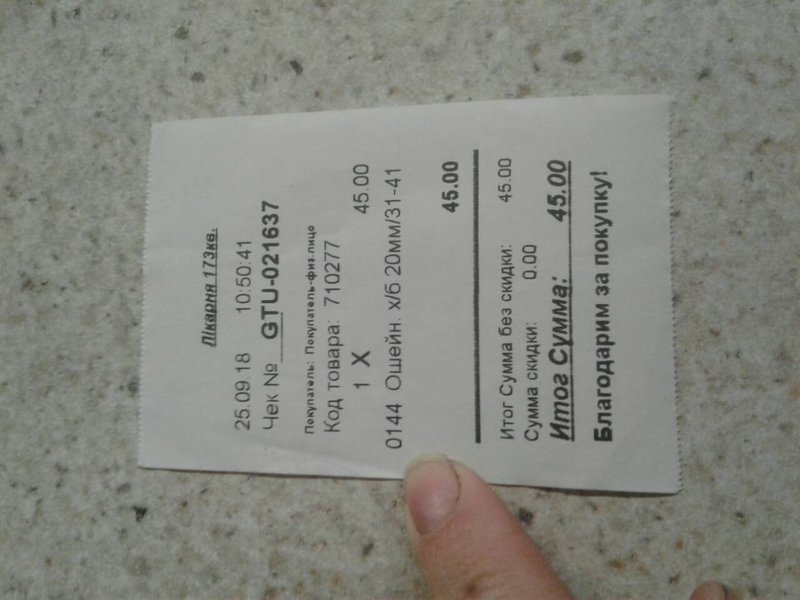 Лікарня 173кв.
25.09.18 10:50:41
Чек № GTU-021637
Покупатель: Покупатель-физ.лицо
Код товара: 710277
1 X 45.00
0144 Ошейн. х/б 20мм/31-41
45.00
Итог Сумма без скидки: 45.00
Сумма скидки: 0.00
Итог Сумма: 45.00
Благодарим за покупку!